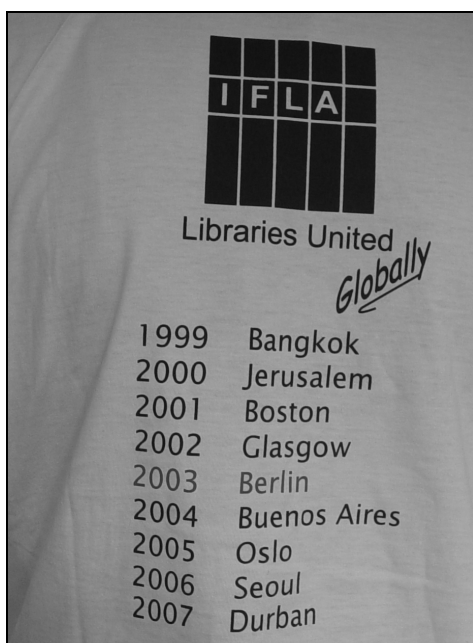 IFLA
Libraries United
Globally
1999 Bangkok
2000 Jerusalem
2001 Boston
2002 Glasgow
2003 Berlin
2004 Buenos Aires
2005 Oslo
2006 Seoul
2007 Durban